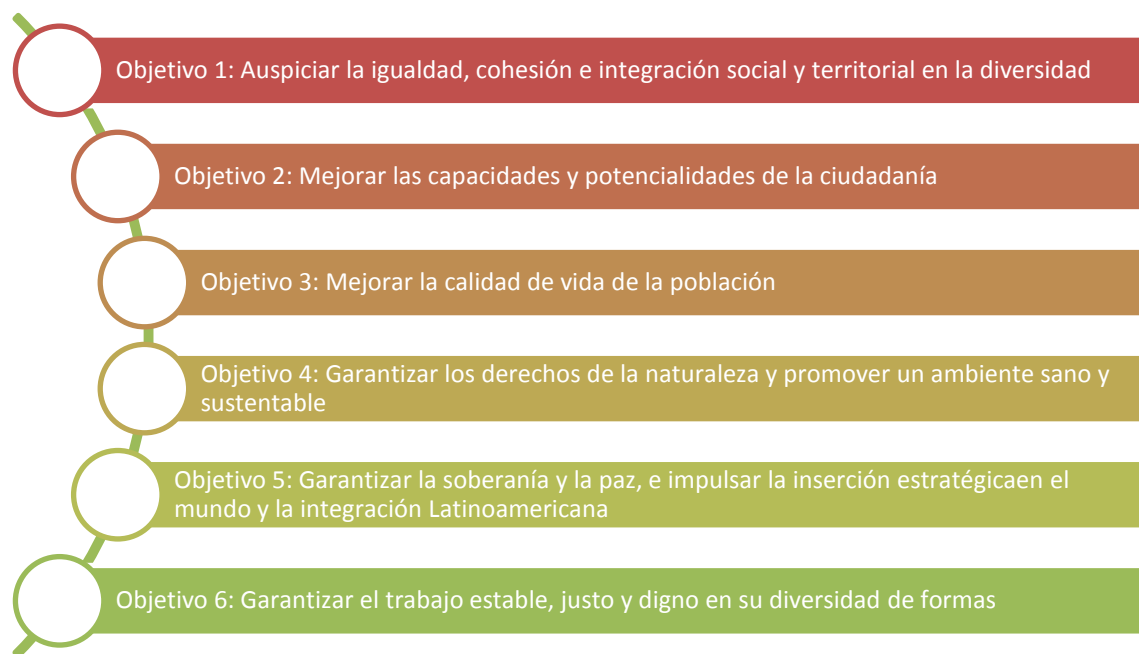 Objetivo 1: Auspiciar la igualdad, cohesión e integración social y territorial en la diversidad
Objetivo 2: Mejorar las capacidades y potencialidades de la ciudadanía
Objetivo 3: Mejorar la calidad de vida de la población
Objetivo 4: Garantizar los derechos de la naturaleza y promover un ambiente sano y
sustentable
Objetivo 5: Garantizar la soberanía y la paz, e impulsar la inserción estratégicaen el
mundo y la integración Latinoamericana
Objetivo 6: Garantizar el trabajo estable, justo y digno en su diversidad de formas